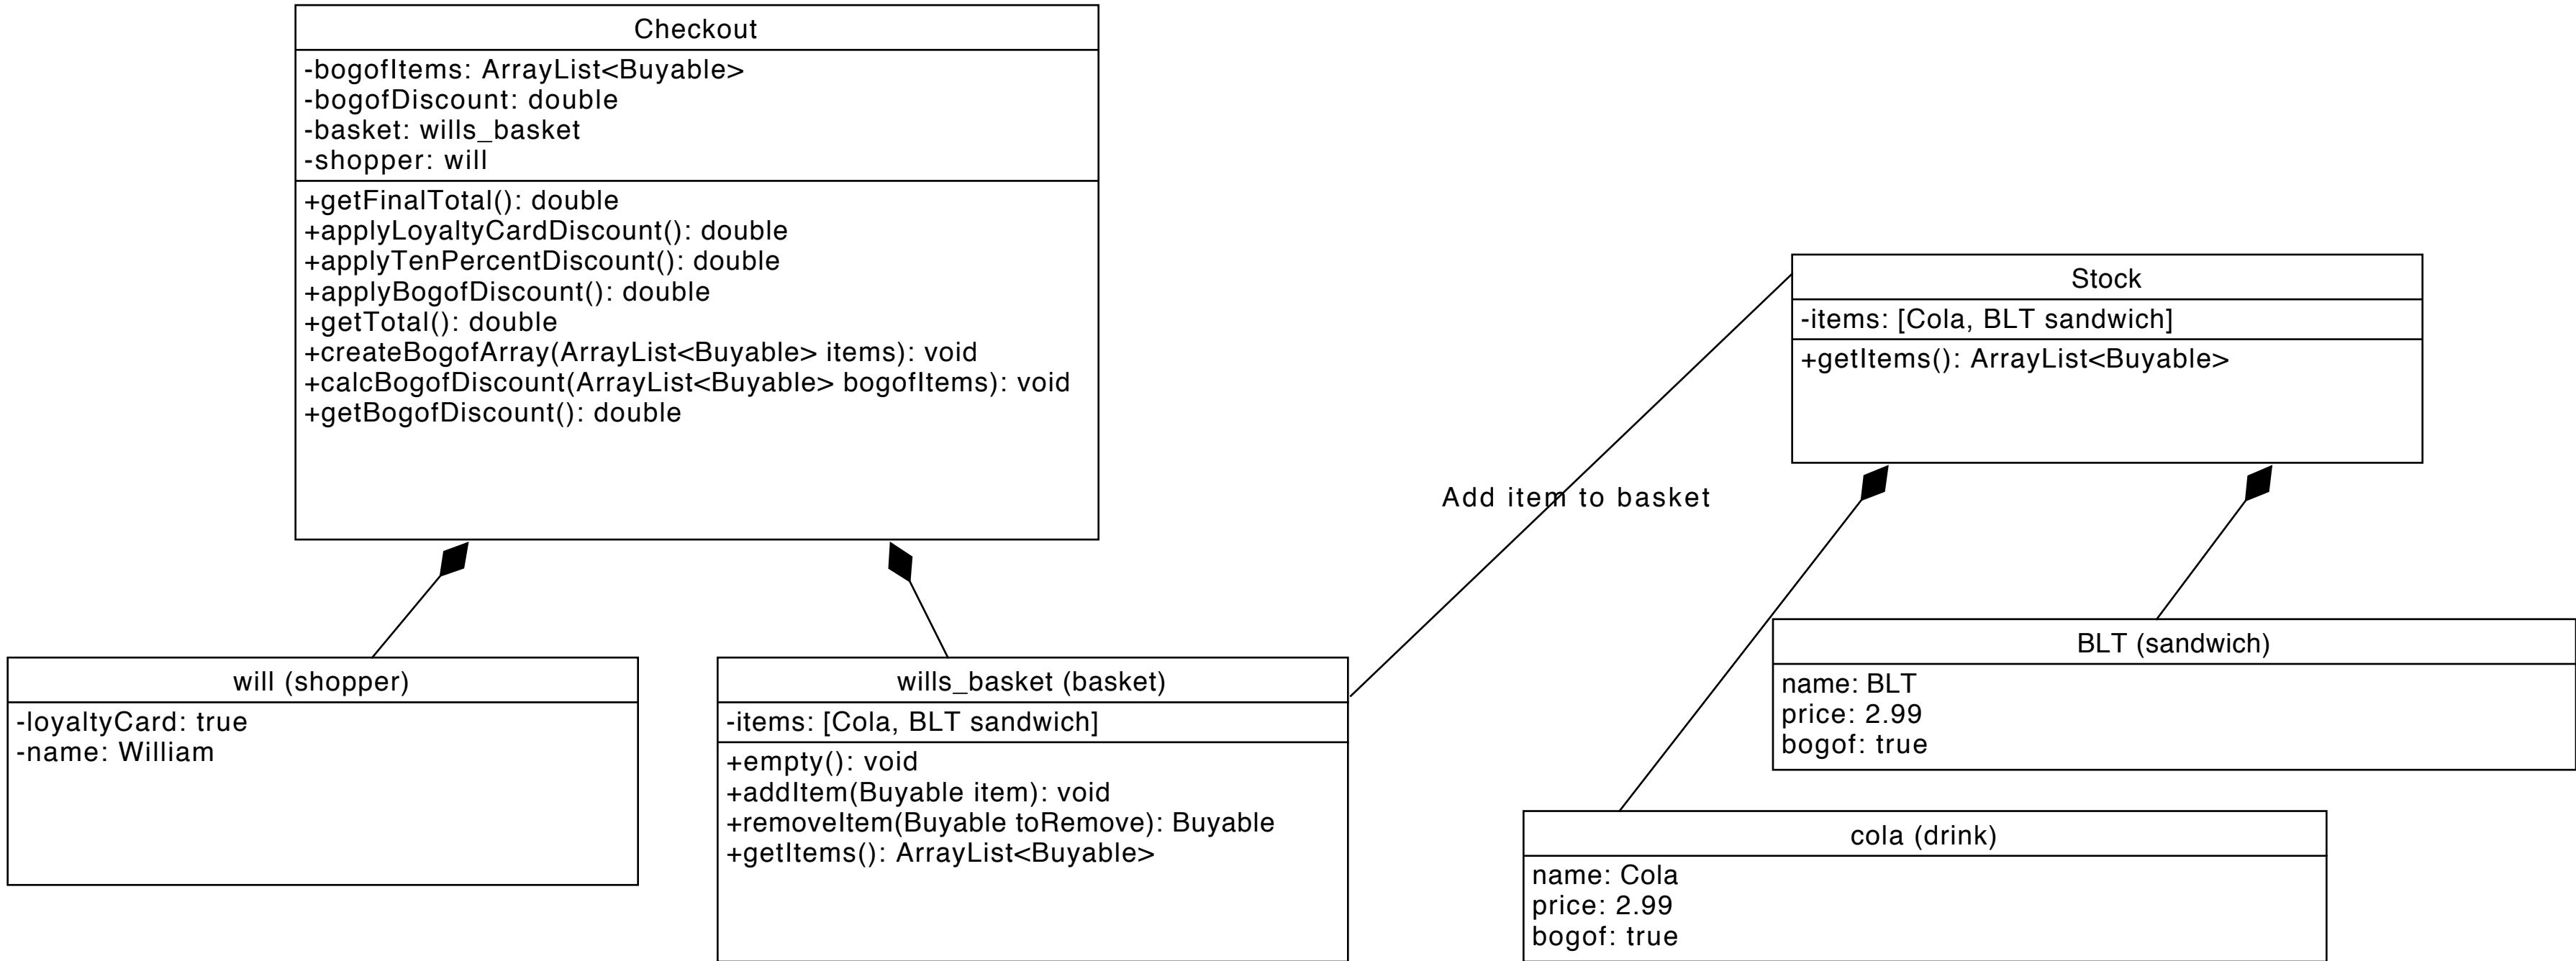 Checkout
-bogofItems: ArrayList<Buyable>
-bogofDiscount: double
-basket: wills_basket
-shopper: will
+getFinalTotal(): double
+applyLoyaltyCardDiscount(): double
+applyTenPercentDiscount(): double
+applyBogofDiscount(): double
+getTotal(): double
+createBogofArray(ArrayList<Buyable> items): void
+calcBogofDiscount(ArrayList<Buyable> bogofItems): void
+getBogofDiscount(): double
Stock
-items: [Cola, BLT sandwich]
+getItems(): ArrayList<Buyable>
Add item to basket
will (shopper)
-loyaltyCard: true
-name: William
wills_basket (basket)
-items: [Cola, BLT sandwich]
+empty(): void
+addItem(Buyable item): void
+removeItem(Buyable toRemove): Buyable
+getItems(): ArrayList<Buyable>
BLT (sandwich)
name: BLT
price: 2.99
bogof: true
cola (drink)
name: Cola
price: 2.99
bogof: true